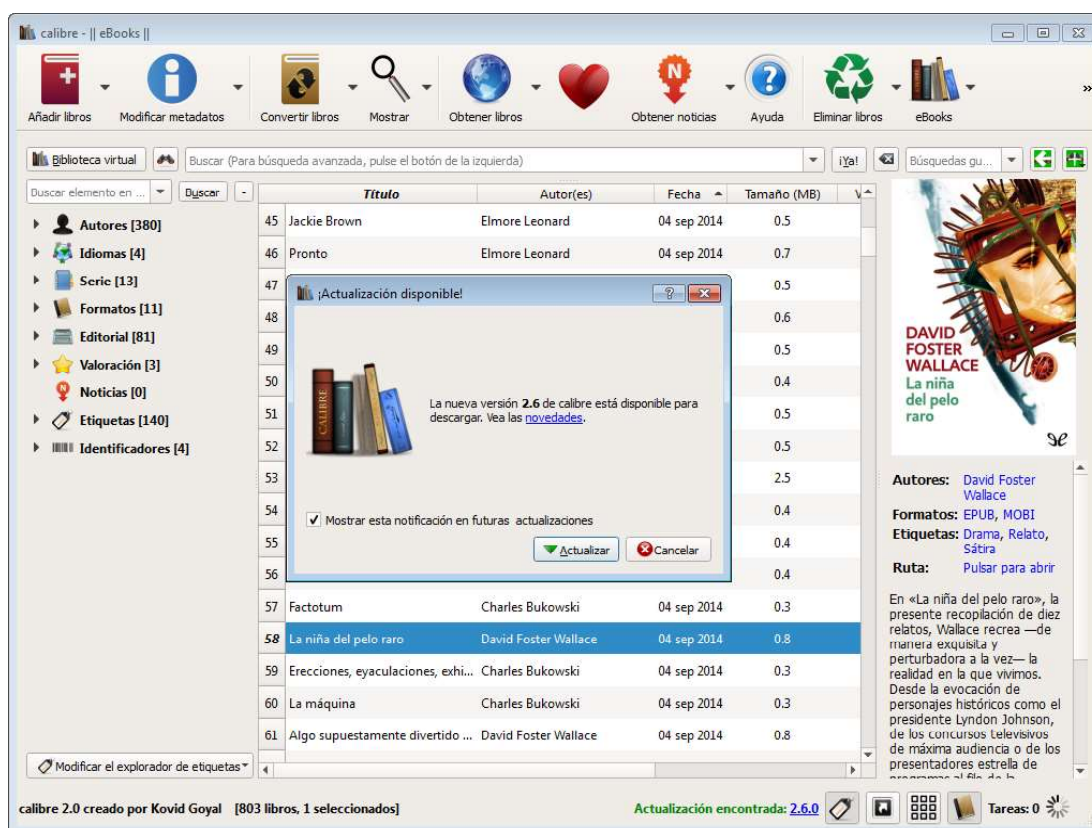 calibre - || eBooks ||
Añadir libros Modificar metadatos Convertir libros Mostrar Obtener libros Obtener noticias Ayuda Eliminar libros eBooks »
Biblioteca virtual Buscar (Para búsqueda avanzada, pulse el botón de la izquierda) ¡Ya! Búsquedas gu...
Buscar elemento en ... Buscar -
Autores [380]
Idiomas [4]
Serie [13]
Formatos [11]
Editorial [81]
Valoración [3]
Noticias [0]
Etiquetas [140]
Identificadores [4]
Modificar el explorador de etiquetas
Título Autor(es) Fecha Tamaño (MB) V
45 Jackie Brown Elmore Leonard 04 sep 2014 0.5
46 Pronto Elmore Leonard 04 sep 2014 0.7
47 0.5
48 0.6
49 0.5
50 0.4
51 0.5
52 0.5
53 2.5
54 0.4
55 0.4
56 0.4
57 Factotum Charles Bukowski 04 sep 2014 0.3
58 La niña del pelo raro David Foster Wallace 04 sep 2014 0.8
59 Erecciones, eyaculaciones, exhi... Charles Bukowski 04 sep 2014 0.3
60 La máquina Charles Bukowski 04 sep 2014 0.3
61 Algo supuestamente divertido ... David Foster Wallace 04 sep 2014 0.8
¡Actualización disponible!
CALIBRE
La nueva versión 2.6 de calibre está disponible para
descargar. Vea las novedades.
Mostrar esta notificación en futuras actualizaciones
Actualizar Cancelar
DAVID
FOSTER
WALLACE
La niña
del pelo
raro
Autores: David Foster
Wallace
Formatos: EPUB, MOBI
Etiquetas: Drama, Relato,
Sátira
Ruta: Pulsar para abrir
En «La niña del pelo raro», la
presente recopilación de diez
relatos, Wallace recrea —de
manera exquisita y
perturbadora a la vez— la
realidad en la que vivimos.
Desde la evocación de
personajes históricos como el
presidente Lyndon Johnson,
de los concursos televisivos
de máxima audiencia o de los
presentadores estrella de
programas al filo de la
calibre 2.0 creado por Kovid Goyal [803 libros, 1 seleccionados] Actualización encontrada: 2.6.0 Tareas: 0